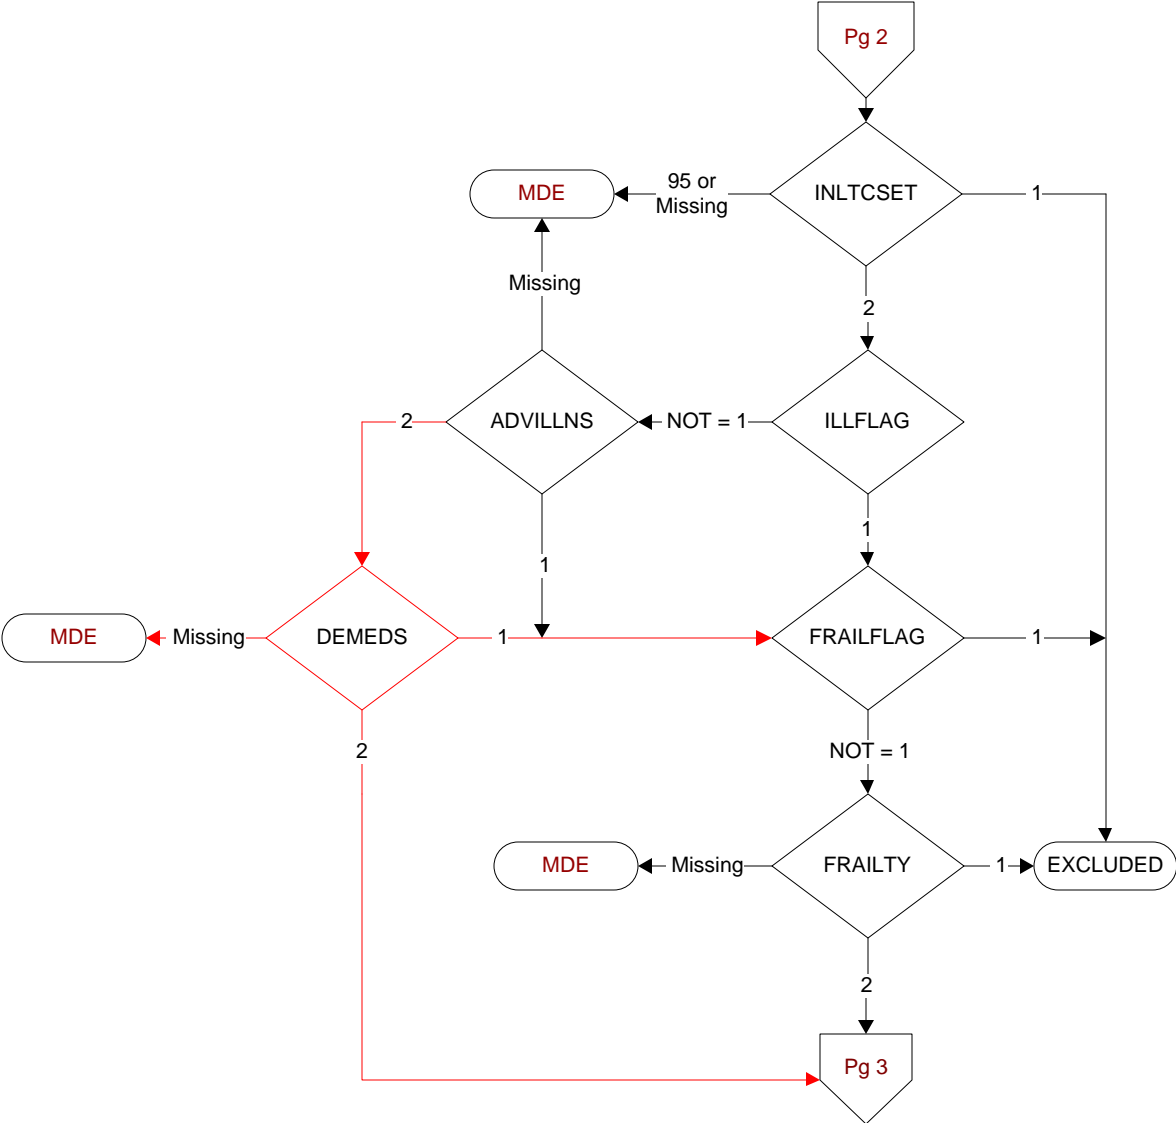 Pg 2
INLTCSET
95 or
Missing
MDE
1
Missing
2
ADVILLNS
NOT = 1
ILLFLAG
2
1
1
MDE
Missing
DEMEDS
1
FRAILFLAG
1
2
NOT = 1
MDE
Missing
FRAILTY
1
EXCLUDED
2
Pg 3